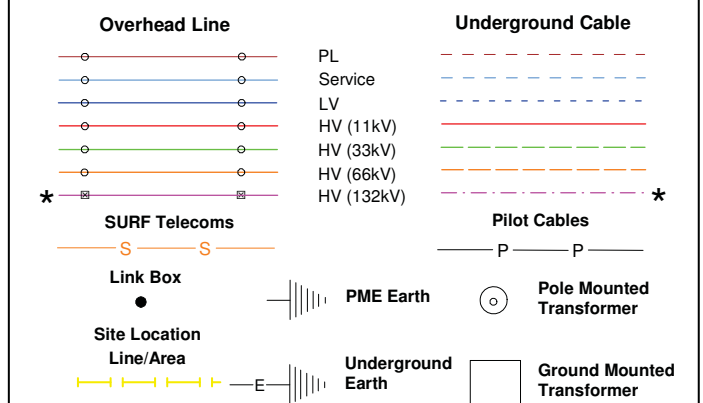 Overhead Line
Underground Cable
PL
Service
LV
HV (11kV)
HV (33kV)
HV (66kV)
* HV (132kV) *
SURF Telecoms
S S
Pilot Cables
P P
Link Box
PME Earth
Pole Mounted
Transformer
Site Location
Line/Area
E
Underground
Earth
Ground Mounted
Transformer